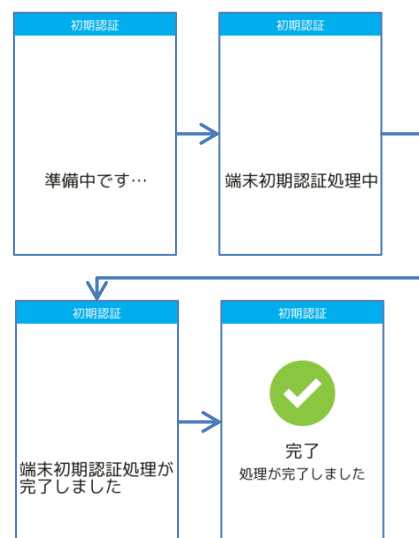 初期認証
準備中です…
初期認証
端末初期認証処理中
初期認証
端末初期認証処理が
完了しました
初期認証
完了
処理が完了しました